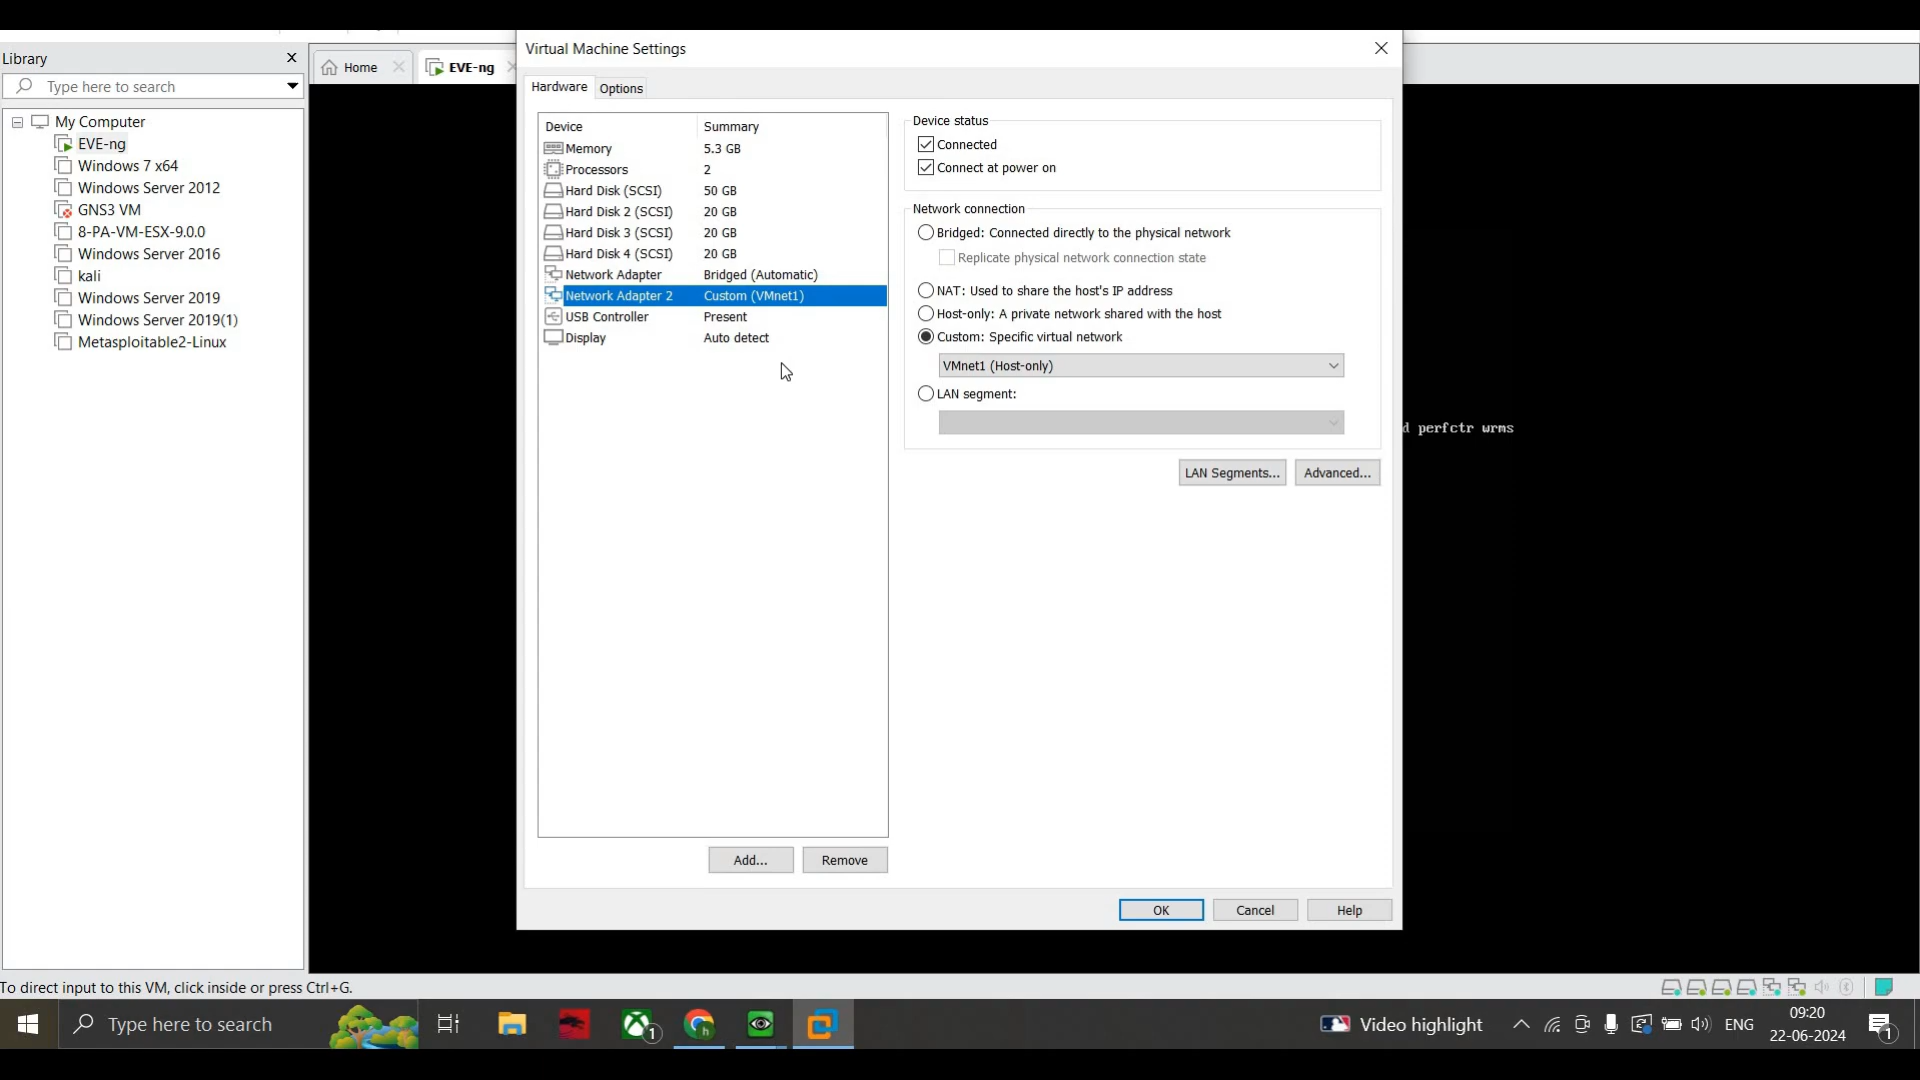 Virtual Machine Settings
Library
Type here to search
My Computer
EVE-ng
Windows 7 x64
Windows Server 2012
GNS3 VM
8-PA-VM-ESX-9.0.0
Windows Server 2016
kali
Windows Server 2019
Windows Server 2019(1)
Metasploitable2-Linux
Home
EVE-ng
Hardware
Options
Device Summary
Memory 5.3 GB
Processors 2
Hard Disk (SCSI) 50 GB
Hard Disk 2 (SCSI) 20 GB
Hard Disk 3 (SCSI) 20 GB
Hard Disk 4 (SCSI) 20 GB
Network Adapter Bridged (Automatic)
Network Adapter 2 Custom (VMnet1)
USB Controller Present
Display Auto detect
Add...
Remove
Device status
Connected
Connect at power on
Network connection
Bridged: Connected directly to the physical network
Replicate physical network connection state
NAT: Used to share the host's IP address
Host-only: A private network shared with the host
Custom: Specific virtual network
VMnet1 (Host-only)
LAN segment:
LAN Segments...
Advanced...
OK
Cancel
Help
d perfctr wrms
To direct input to this VM, click inside or press Ctrl+G.
Type here to search
1
Video highlight
ENG
09:20
22-06-2024
1